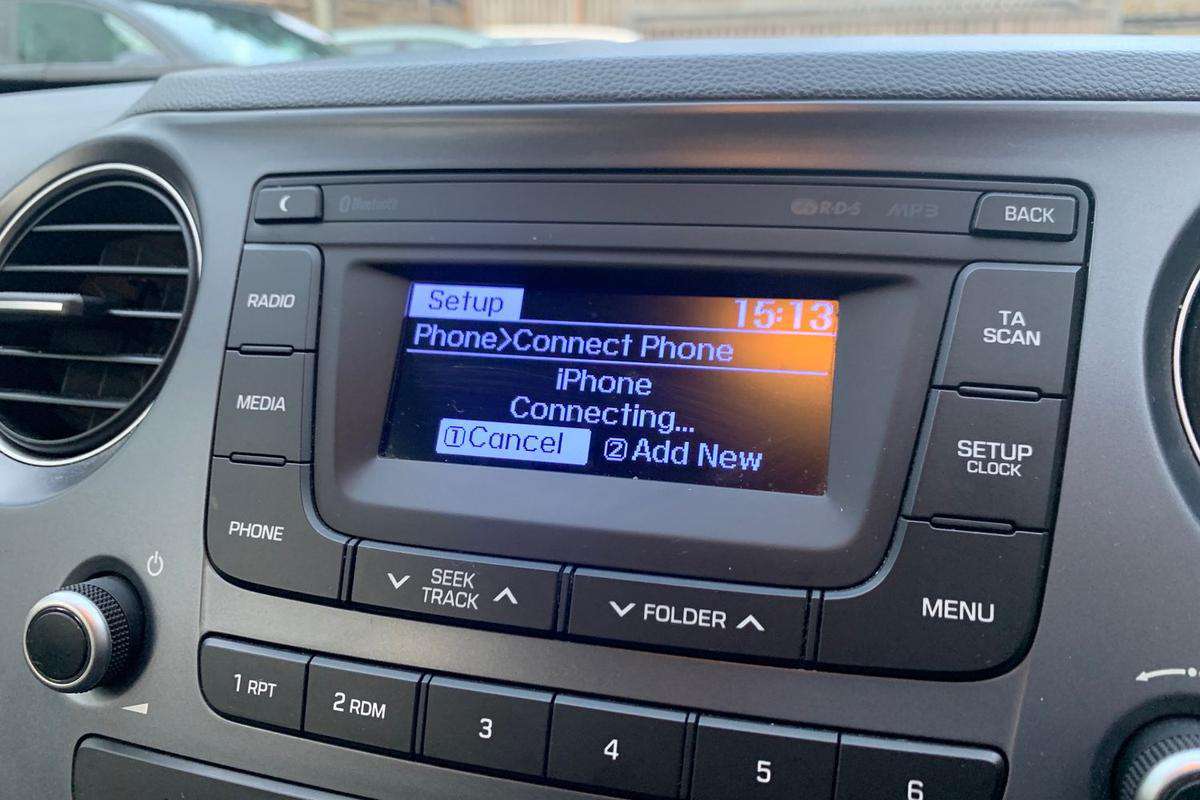 Bluetooth
R·D·S
MP3
BACK
RADIO
MEDIA
PHONE
Setup
15:13
Phone>Connect Phone
iPhone
Connecting...
1Cancel
2Add New
TA
SCAN
SETUP
CLOCK
SEEK
TRACK
FOLDER
MENU
1 RPT
2 RDM
3
4
5
6